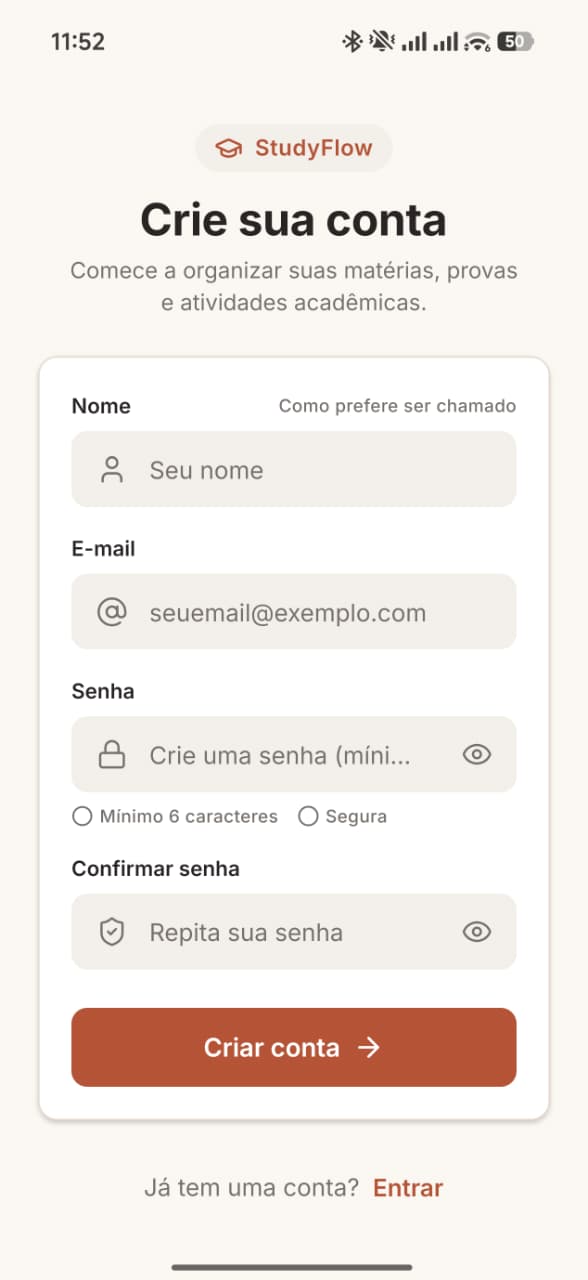 11:52
50
StudyFlow
Crie sua conta
Comece a organizar suas matérias, provas
e atividades acadêmicas.
Nome
Como prefere ser chamado
Seu nome
E-mail
seuemail@exemplo.com
Senha
Crie uma senha (míni...
Mínimo 6 caracteres
Segura
Confirmar senha
Repita sua senha
Criar conta →
Já tem uma conta? Entrar